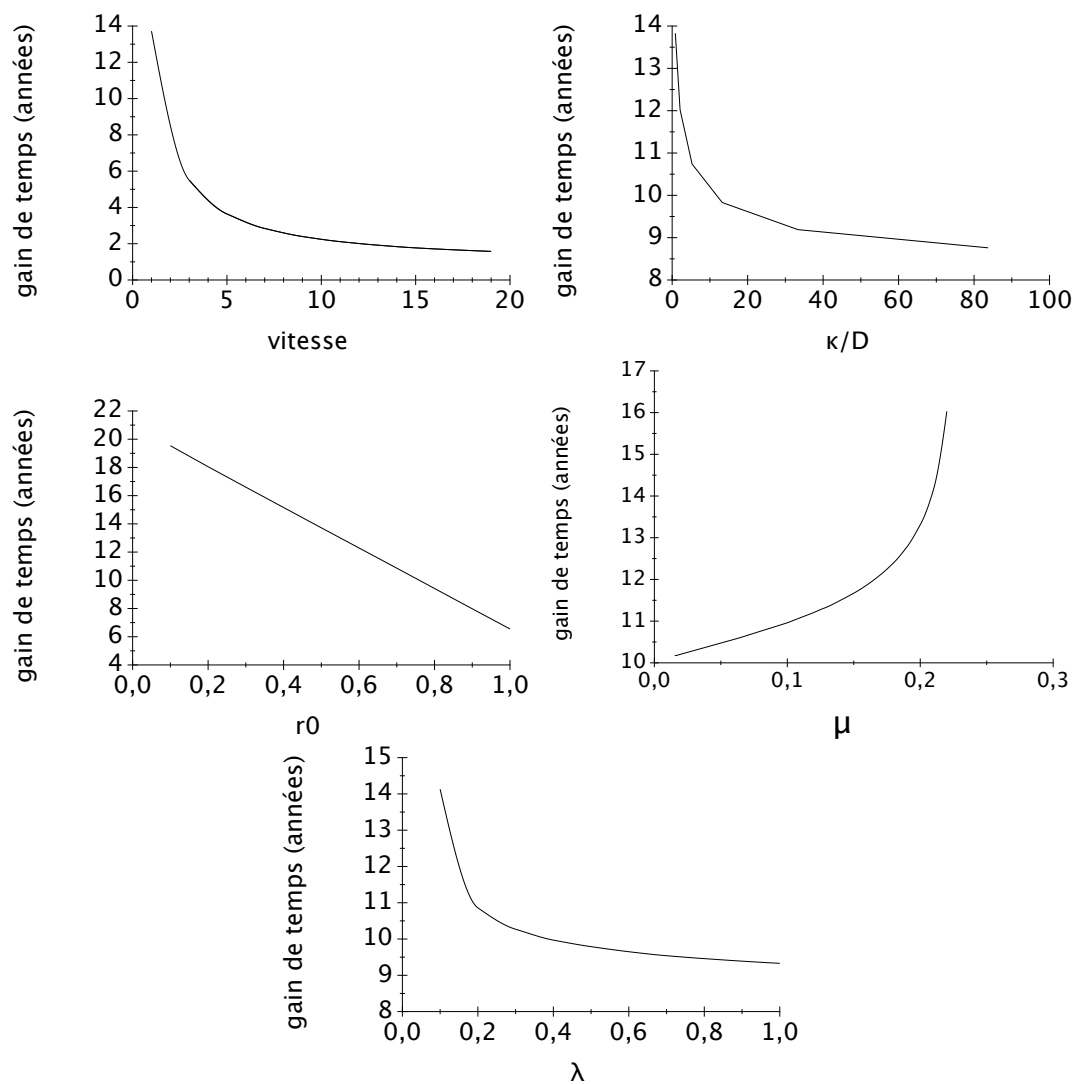 gain de temps (années)
14
12
10
8
6
4
2
0
0 5 10 15 20
vitesse
gain de temps (années)
14
13
12
11
10
9
8
0 20 40 60 80 100
κ/D
gain de temps (années)
22
20
18
16
14
12
10
8
6
4
0,0 0,2 0,4 0,6 0,8 1,0
r0
gain de temps (années)
17
16
15
14
13
12
11
10
0,0 0,1 0,2 0,3
μ
gain de temps (années)
15
14
13
12
11
10
9
8
0,0 0,2 0,4 0,6 0,8 1,0
λ